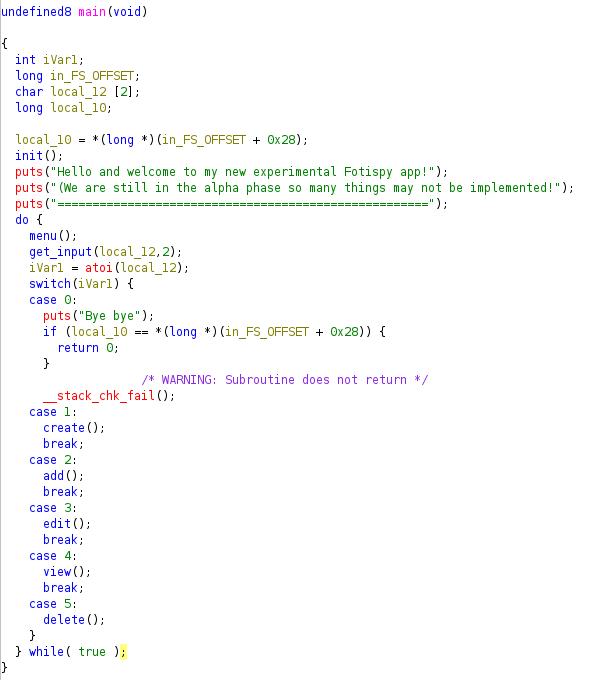 undefined8 main(void)
{
int iVar1;
long in_FS_OFFSET;
char local_12 [2];
long local_10;
local_10 = *(long *)(in_FS_OFFSET + 0x28);
init();
puts("Hello and welcome to my new experimental Fotispy app!");
puts("(We are still in the alpha phase so many things may not be implemented!");
puts("=====================================================");
do {
menu();
get_input(local_12,2);
iVar1 = atoi(local_12);
switch(iVar1) {
case 0:
puts("Bye bye");
if (local_10 == *(long *)(in_FS_OFFSET + 0x28)) {
return 0;
}
/* WARNING: Subroutine does not return */
__stack_chk_fail();
case 1:
create();
break;
case 2:
add();
break;
case 3:
edit();
break;
case 4:
view();
break;
case 5:
delete();
}
} while( true );
}